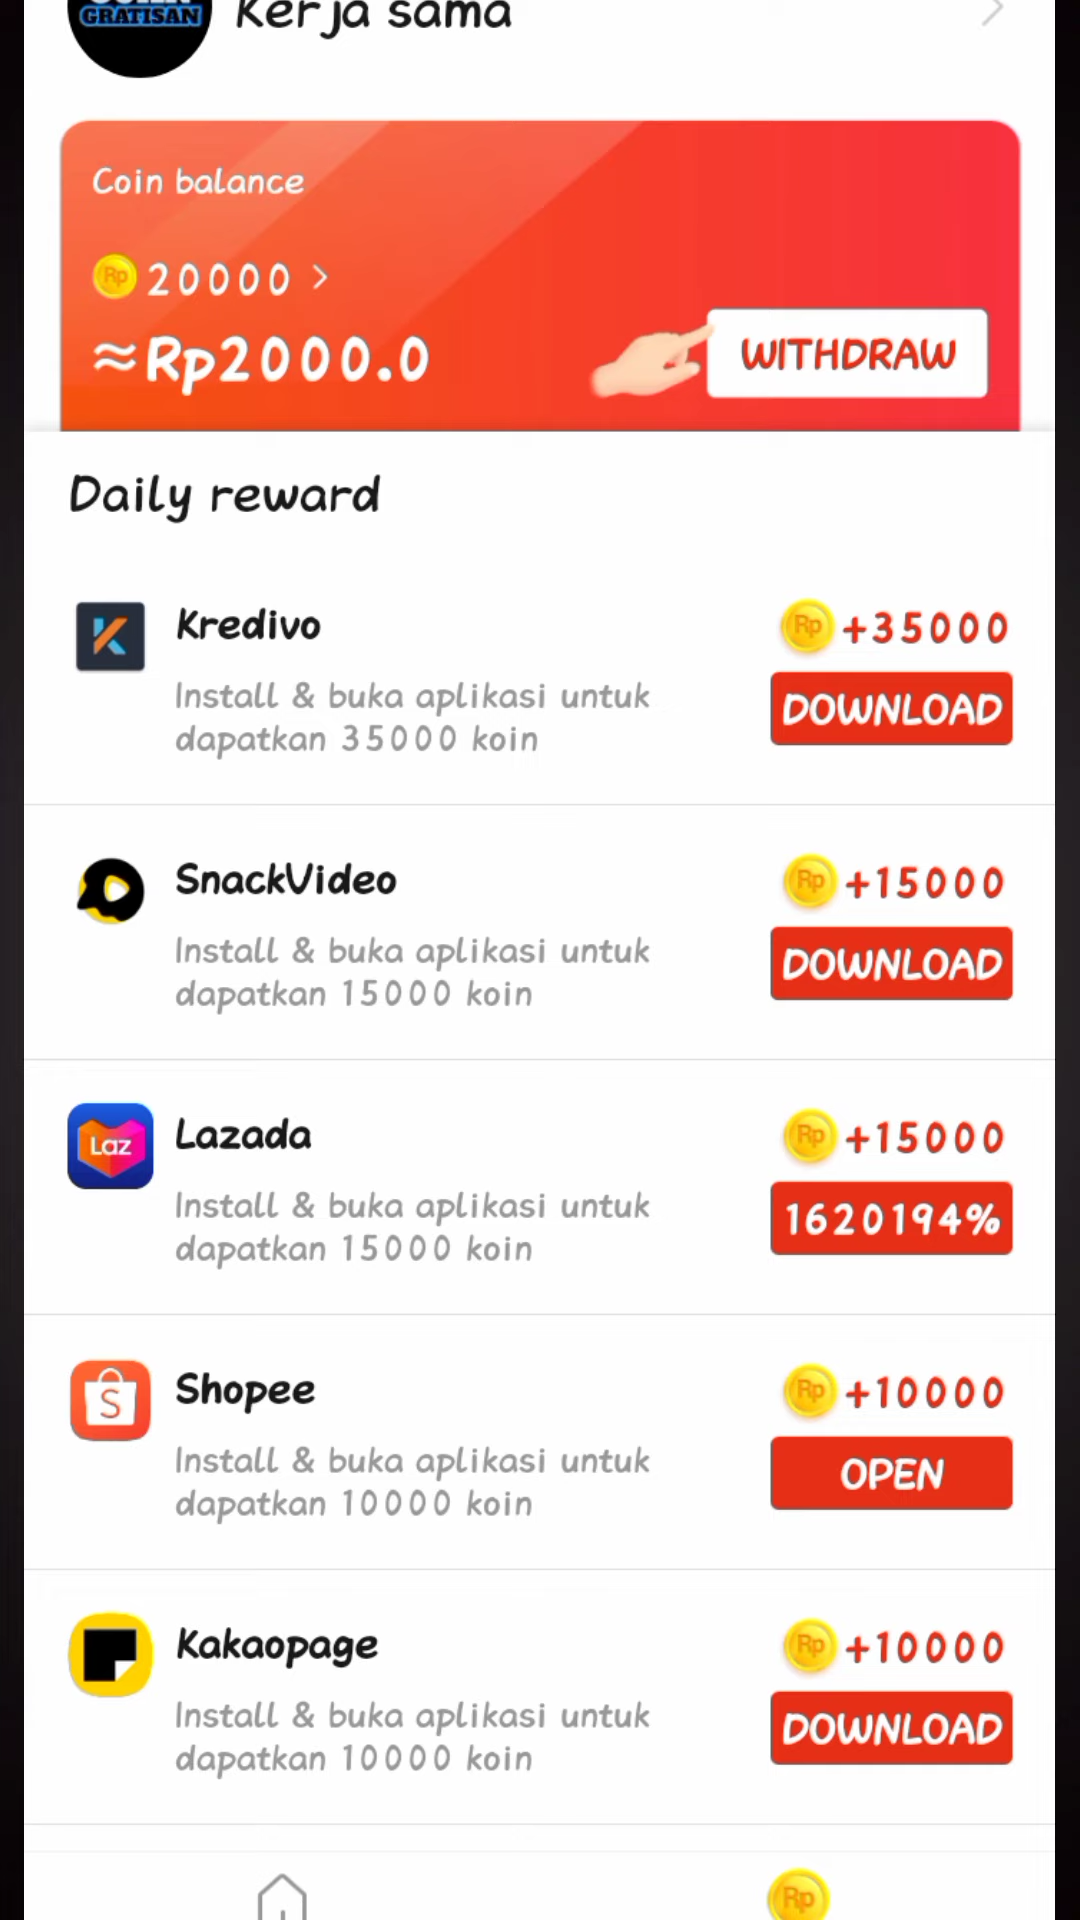 GRATISAN
Kerja sama
Coin balance
Rp 20000 >
≈Rp2000.0
WITHDRAW
Daily reward
Kredivo
Rp +35000
Install & buka aplikasi untuk
dapatkan 35000 koin
DOWNLOAD
SnackVideo
Rp +15000
Install & buka aplikasi untuk
dapatkan 15000 koin
DOWNLOAD
Laz
Lazada
Rp +15000
Install & buka aplikasi untuk
dapatkan 15000 koin
1620194%
S
Shopee
Rp +10000
Install & buka aplikasi untuk
dapatkan 10000 koin
OPEN
Kakaopage
Rp +10000
Install & buka aplikasi untuk
dapatkan 10000 koin
DOWNLOAD
Rp